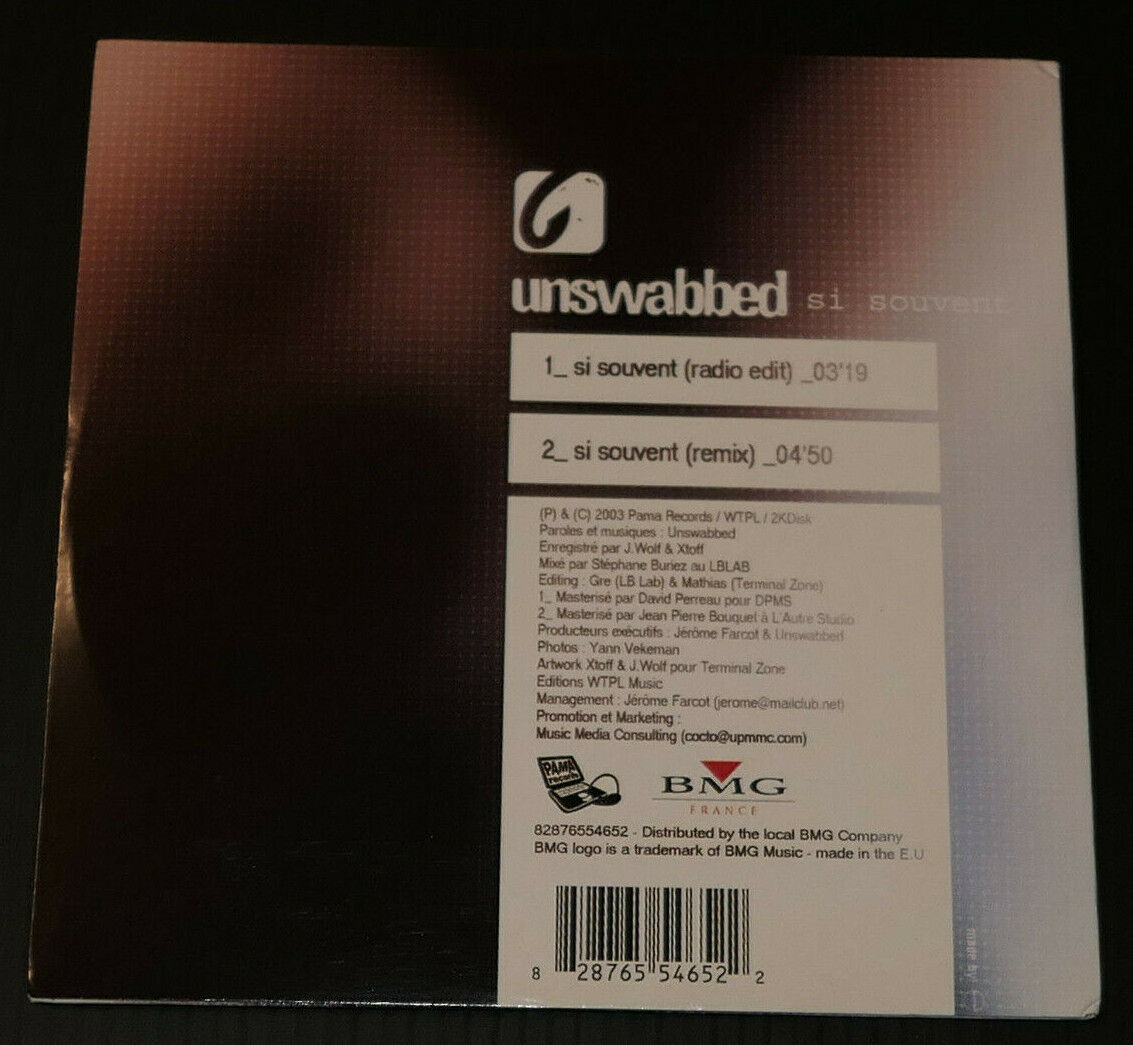 unswabbed si souvent
1_ si souvent (radio edit) _03'19
2_ si souvent (remix) _04'50
(P) & (C) 2003 Pama Records / WTPL / 2KDisk
Paroles et musiques : Unswabbed
Enregistré par J.Wolf & Xtoff
Mixé par Stéphane Buriez au LBLAB
Editing : Gre (LB Lab) & Mathias (Terminal Zone)
1_ Masterisé par David Perreau pour DPMS
2_ Masterisé par Jean Pierre Bouquel à L'Autre Studio
Producteurs exécutifs : Jérôme Farcot & Unswabbed
Photos : Yann Vekeman
Artwork Xtoff & J.Wolf pour Terminal Zone
Editions WTPL Music
Management : Jérôme Farcot (jerome@mailclub.net)
Promotion et Marketing :
Music Media Consulting (cocto@upmmc.com)
PAMA
records
BMG
FRANCE
82876554652 - Distributed by the local BMG Company
BMG logo is a trademark of BMG Music - made in the E.U
8 28765 54652 2
made by